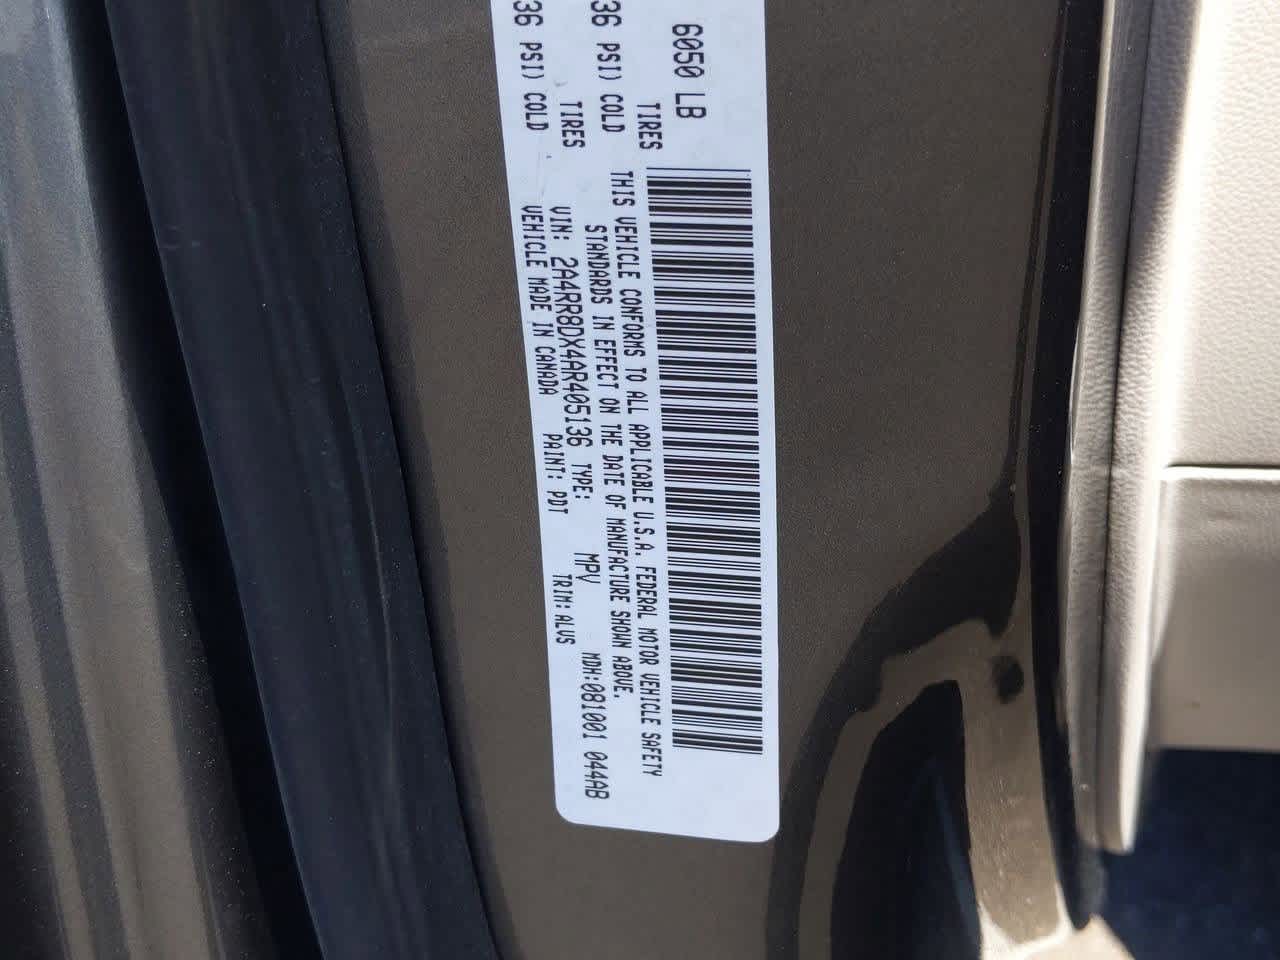 6050 LB
TIRES
36 PSI) COLD
TIRES
36 PSI) COLD
THIS VEHICLE CONFORMS TO ALL APPLICABLE U.S.A. FEDERAL MOTOR VEHICLE SAFETY
STANDARDS IN EFFECT ON THE DATE OF MANUFACTURE SHOWN ABOVE.
VIN: 2A4RR8DX4AR405136 TYPE: MPV MDH:081001 044AB
VEHICLE MADE IN CANADA PAINT: PDT TRIM:ALVS